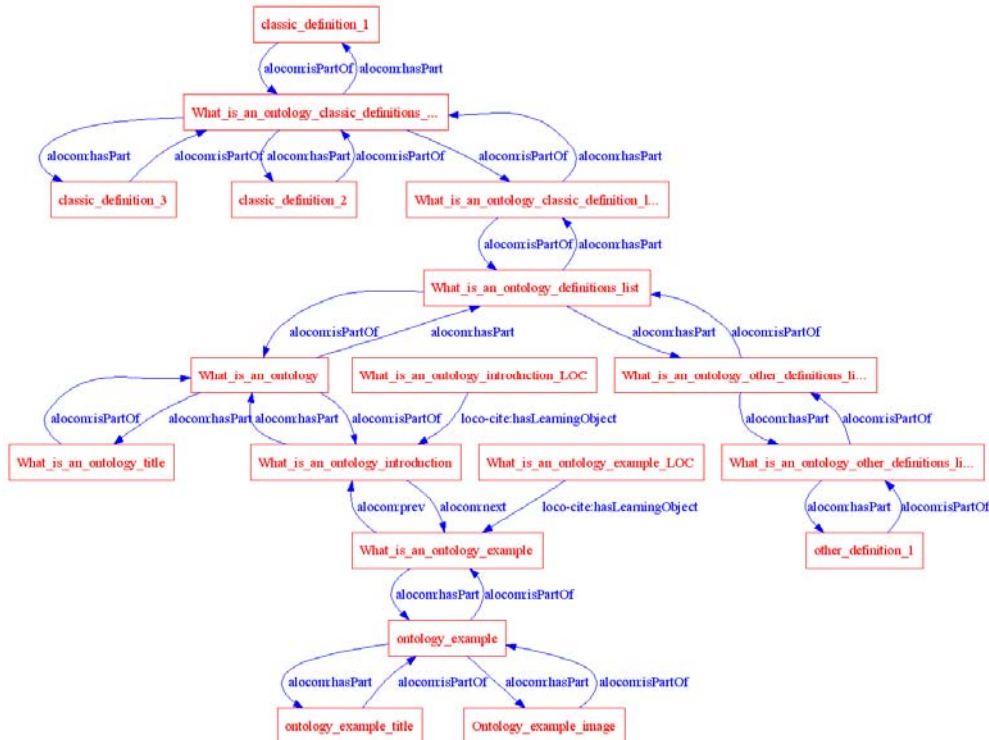 classic_definition_1
alocom:isPartOf alocom:hasPart
What_is_an_ontology_classic_definitions_...
alocom:hasPart alocom:isPartOf alocom:hasPart alocom:isPartOf alocom:isPartOf alocom:hasPart
classic_definition_3 classic_definition_2 What_is_an_ontology_classic_definition_l...
alocom:isPartOf alocom:hasPart
What_is_an_ontology_definitions_list
alocom:isPartOf alocom:hasPart alocom:hasPart alocom:isPartOf
What_is_an_ontology What_is_an_ontology_introduction_LOC What_is_an_ontology_other_definitions_li...
alocom:isPartOf alocom:hasPart alocom:hasPart alocom:isPartOf loco-cite:hasLearningObject alocom:hasPart alocom:isPartOf
What_is_an_ontology_title What_is_an_ontology_introduction What_is_an_ontology_example_LOC What_is_an_ontology_other_definitions_li...
alocom:prev alocom:next loco-cite:hasLearningObject alocom:hasPart alocom:isPartOf
What_is_an_ontology_example other_definition_1
alocom:hasPart alocom:isPartOf
ontology_example
alocom:hasPart alocom:isPartOf alocom:hasPart alocom:isPartOf
ontology_example_title Ontology_example_image